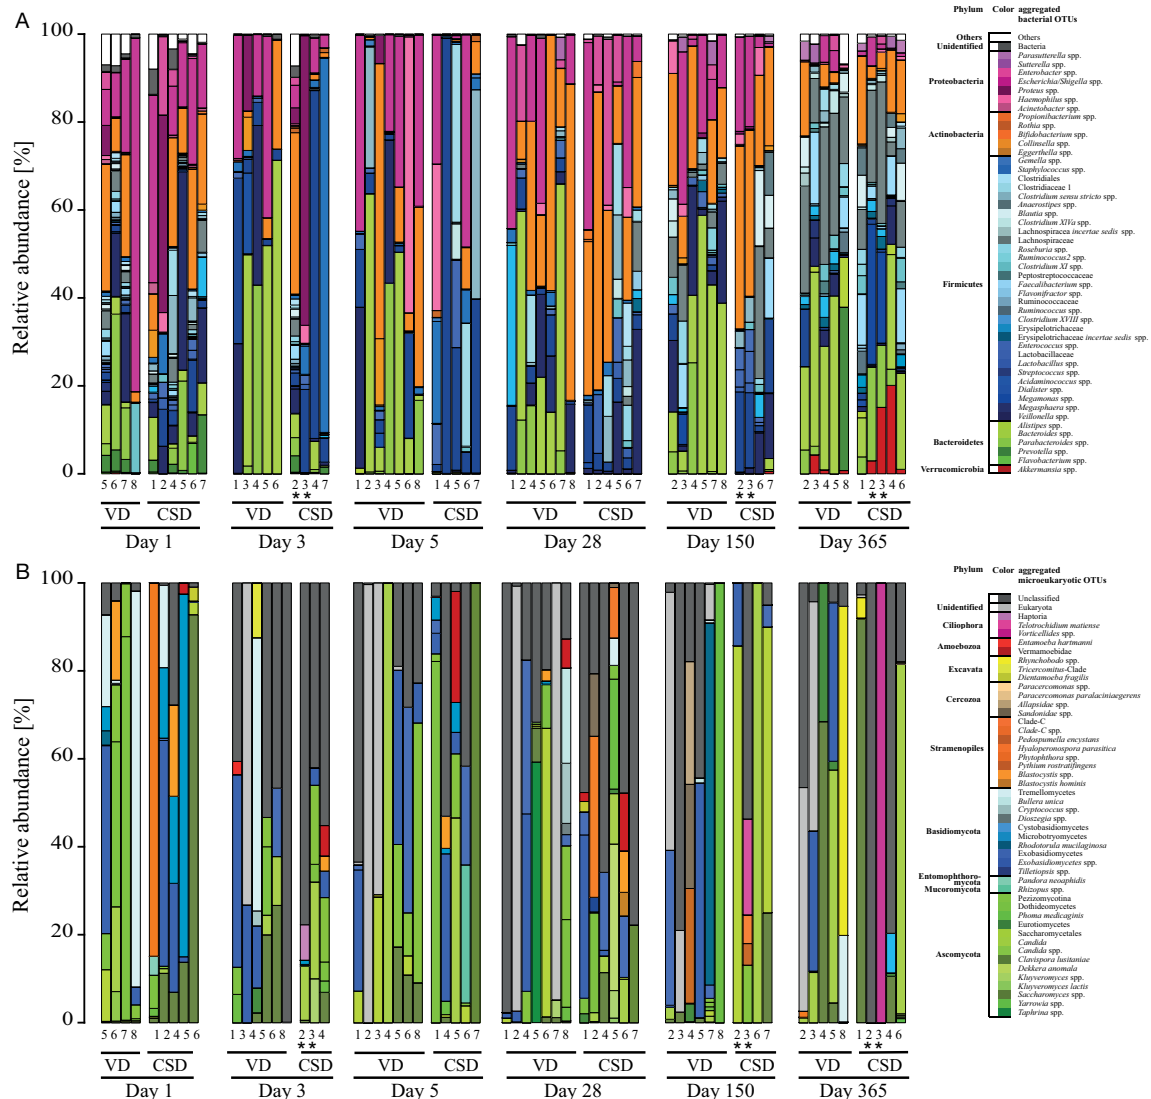 A
Relative abundance [%]
100
80
60
40
20
0
5 6 7 8
1 2 4 5 6 7
1 3 4 5 6
2 3 4 7
1 2 3 4 5 6 8
1 4 5 6 7
1 2 4 5 6 7 8
1 2 3 4 5 6 7
2 3 4 5 7 8
2 3 4 6 7
2 3 4 5 7 8
1 2 3 4 6
* *
* *
* *
VD CSD VD CSD VD CSD VD CSD VD CSD VD CSD
Day 1 Day 3 Day 5 Day 28 Day 150 Day 365
Phylum Color aggregated
bacterial OTUs
Others Others
Unidentified Bacteria
Parasutterella spp.
Sutterella spp.
Enterobacter spp.
Proteobacteria Escherichia/Shigella spp.
Proteus spp.
Haemophilus spp.
Acinetobacter spp.
Propionibacterium spp.
Rothia spp.
Actinobacteria Bifidobacterium spp.
Collinsella spp.
Eggerthella spp.
Gemella spp.
Staphylococcus spp.
Clostridiales
Clostridiaceae 1
Clostridium sensu stricto spp.
Anaerostipes spp.
Blautia spp.
Clostridium XIVa spp.
Lachnospiracea incertae sedis spp.
Lachnospiraceae
Roseburia spp.
Ruminococcus2 spp.
Clostridium XI spp.
Peptostreptococcaceae
Firmicutes Faecalibacterium spp.
Flavonifractor spp.
Ruminococcaceae
Ruminococcus spp.
Clostridium XVIII spp.
Erysipelotrichaceae
Erysipelotrichaceae incertae sedis spp.
Enterococcus spp.
Lactobacillaceae
Lactobacillus spp.
Streptococcus spp.
Acidaminococcus spp.
Dialister spp.
Megamonas spp.
Megasphaera spp.
Veillonella spp.
Alistipes spp.
Bacteroides spp.
Bacteroidetes Parabacteroides spp.
Prevotella spp.
Flavobacterium spp.
Verrucomicrobia Akkermansia spp.
B
Relative abundance [%]
100
80
60
40
20
0
5 6 7 8
1 2 4 5 6
1 2 3 4 5 6 8
2 3 4
1 2 3 4 5 6 8
1 4 5 6 7
1 2 4 5 6 7 8
1 2 3 4 5 6 7
2 3 4 5 7 8
2 3 6 7
2 3 4 5 7 8
1 2 3 4 6
* *
* *
* *
VD CSD VD CSD VD CSD VD CSD VD CSD VD CSD
Day 1 Day 3 Day 5 Day 28 Day 150 Day 365
Phylum Color aggregated
microeukaryotic OTUs
Unclassified
Unidentified Eukaryota
Haptoria
Ciliophora Telotrochidium matiense
Vorticellides spp.
Amoebozoa Entamoeba hartmanni
Vermamoebidae
Rhynchobodo spp.
Excavata Tricercomitus-Clade
Dientamoeba fragilis
Paracercomonas spp.
Cercozoa Paracercomonas paralaciniaegerens
Allapsidae spp.
Sandonidae spp.
Clade-C
Clade-C spp.
Pedospumella encystans
Stramenopiles Hyaloperonospora parasitica
Phytophthora spp.
Pythium rostratifingens
Blastocystis spp.
Blastocystis hominis
Tremellomycetes
Bullera unica
Cryptococcus spp.
Dioszegia spp.
Basidiomycota Cystobasidiomycetes
Microbotryomycetes
Rhodotorula mucilaginosa
Exobasidiomycetes
Exobasidiomycetes spp.
Tilletiopsis spp.
Entomophthoro-
mycota Pandora neoaphidis
Mucoromycota Rhizopus spp.
Pezizomycotina
Dothideomycetes
Phoma medicaginis
Eurotiomycetes
Saccharomycetales
Candida
Ascomycota Candida spp.
Clavispora lusitaniae
Dekkera anomala
Kluyveromyces spp.
Kluyveromyces lactis
Saccharomyces spp.
Yarrowia spp.
Taphrina spp.